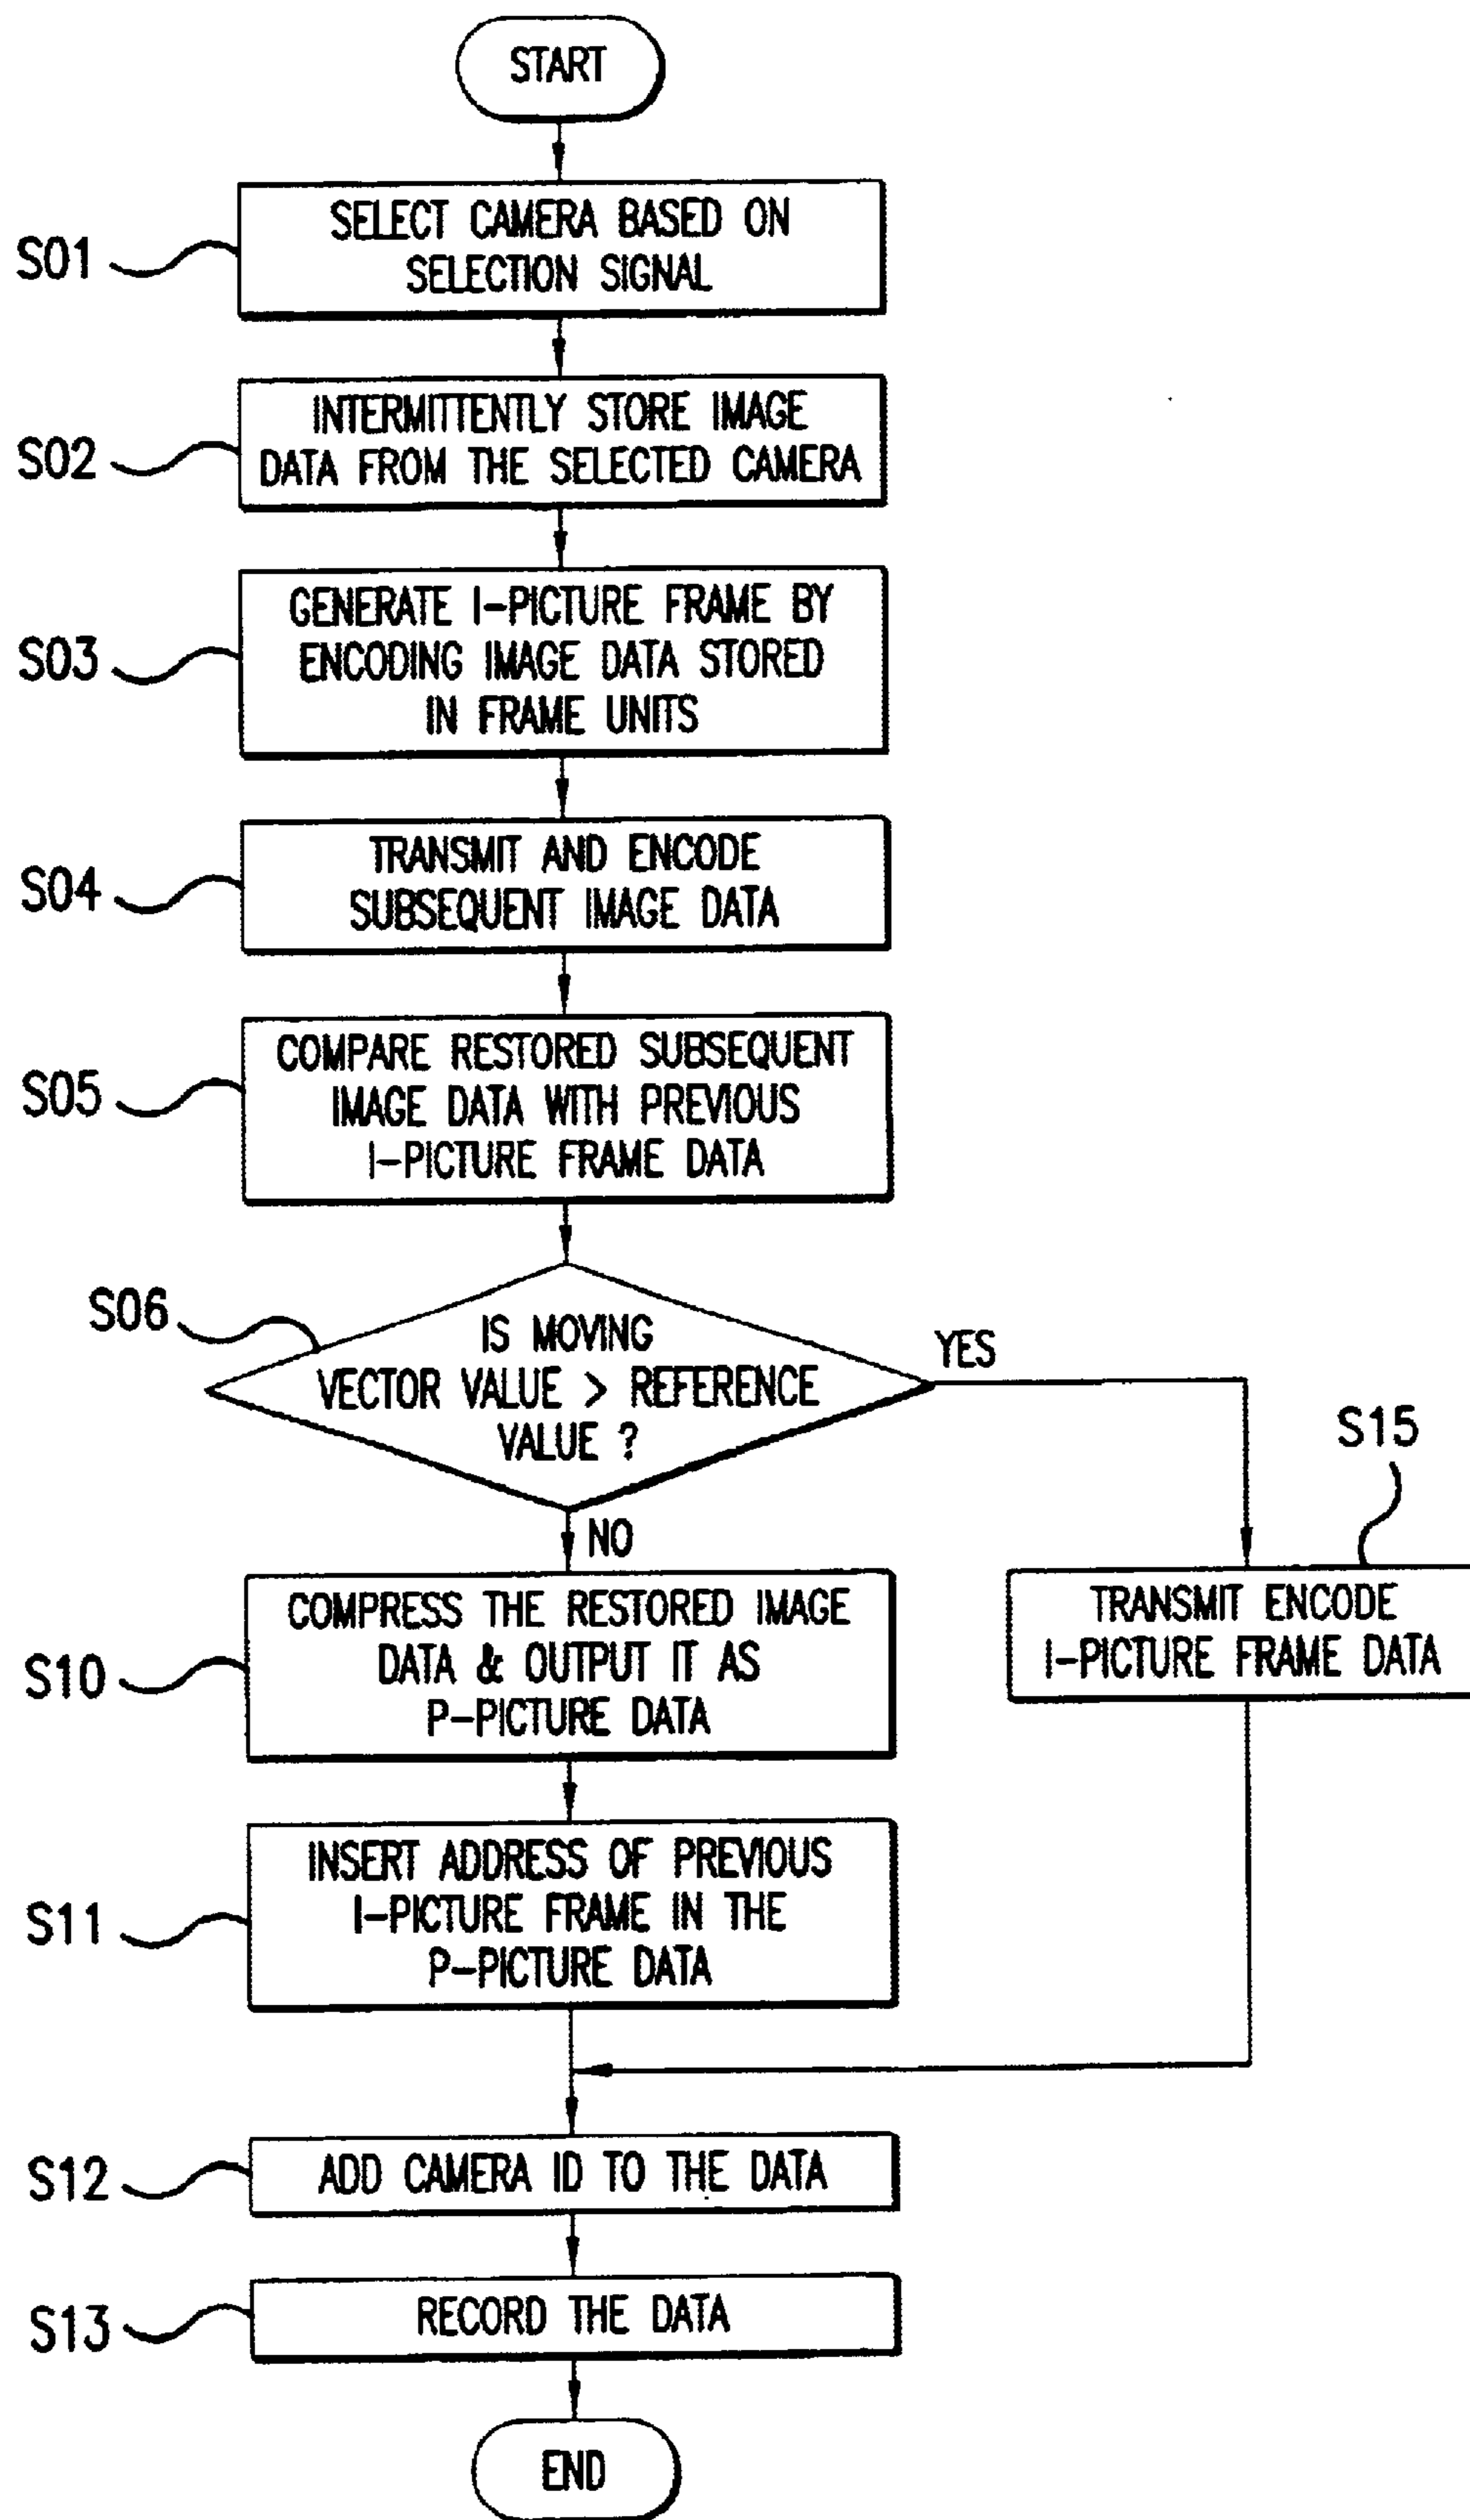 START
S01
SELECT CAMERA BASED ON
SELECTION SIGNAL
S02
INTERMITTENTLY STORE IMAGE
DATA FROM THE SELECTED CAMERA
S03
GENERATE I-PICTURE FRAME BY
ENCODING IMAGE DATA STORED
IN FRAME UNITS
S04
TRANSMIT AND ENCODE
SUBSEQUENT IMAGE DATA
S05
COMPARE RESTORED SUBSEQUENT
IMAGE DATA WITH PREVIOUS
I-PICTURE FRAME DATA
S06
IS MOVING
VECTOR VALUE > REFERENCE
VALUE ?
YES
NO
S15
TRANSMIT ENCODE
I-PICTURE FRAME DATA
S10
COMPRESS THE RESTORED IMAGE
DATA & OUTPUT IT AS
P-PICTURE DATA
S11
INSERT ADDRESS OF PREVIOUS
I-PICTURE FRAME IN THE
P-PICTURE DATA
S12
ADD CAMERA ID TO THE DATA
S13
RECORD THE DATA
END